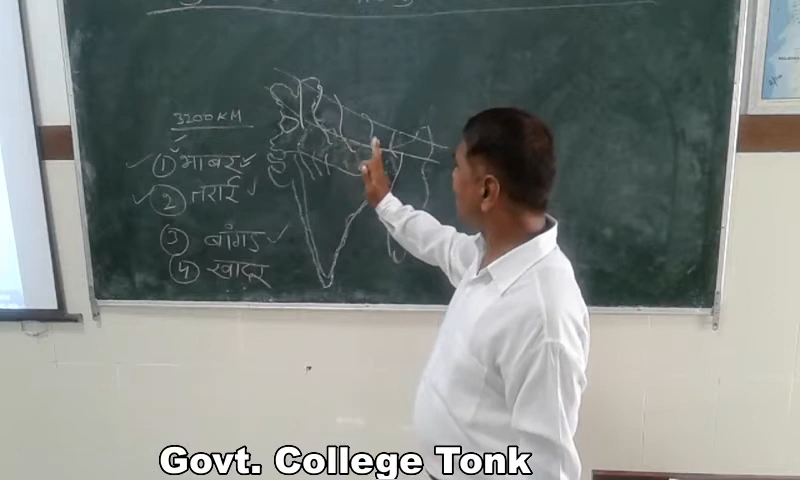 3200 KM
① भाबर
② तराई
③ बांगड
④ खादर
Govt. College Tonk